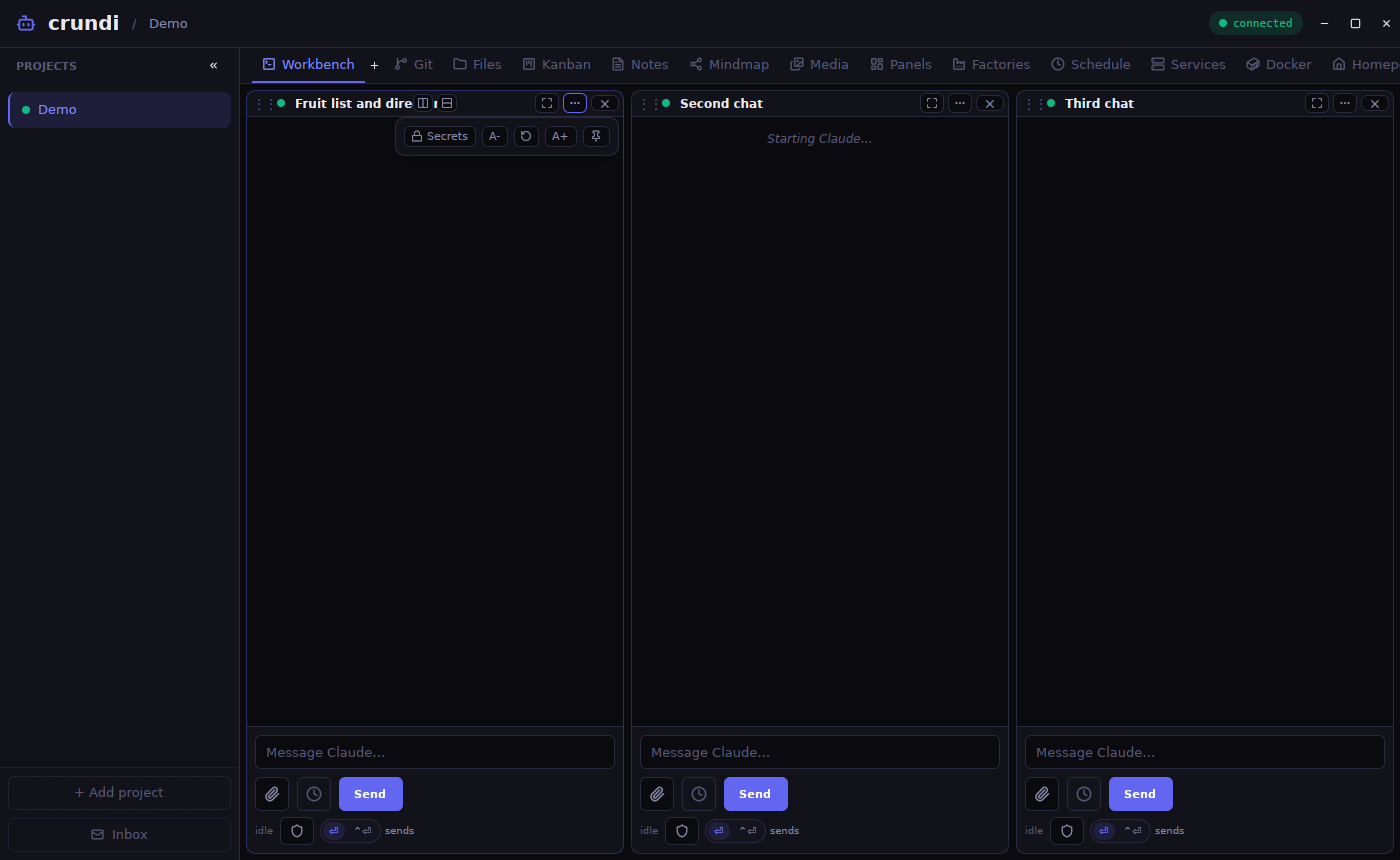 crundi / Demo
connected
PROJECTS «
Workbench + Git Files Kanban Notes Mindmap Media Panels Factories Schedule Services Docker Homep
Demo
Fruit list and dire
Second chat
Third chat
Secrets A- A+
Starting Claude...
Message Claude...
Message Claude...
Message Claude...
Send
Send
Send
idle ⏎ ^⏎ sends
idle ⏎ ^⏎ sends
idle ⏎ ^⏎ sends
+ Add project
Inbox